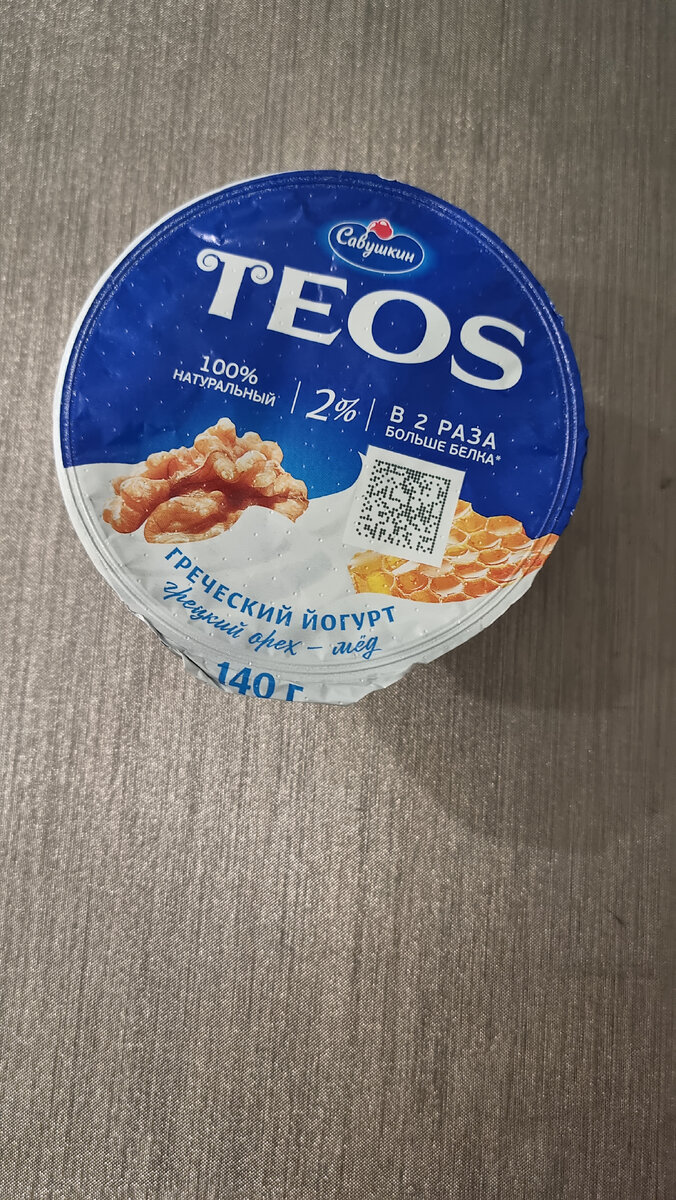 Савушкин
TEOS
100%
НАТУРАЛЬНЫЙ
2%
В 2 РАЗА
БОЛЬШЕ БЕЛКА*
ГРЕЧЕСКИЙ ЙОГУРТ
грецкий орех – мёд
140 г